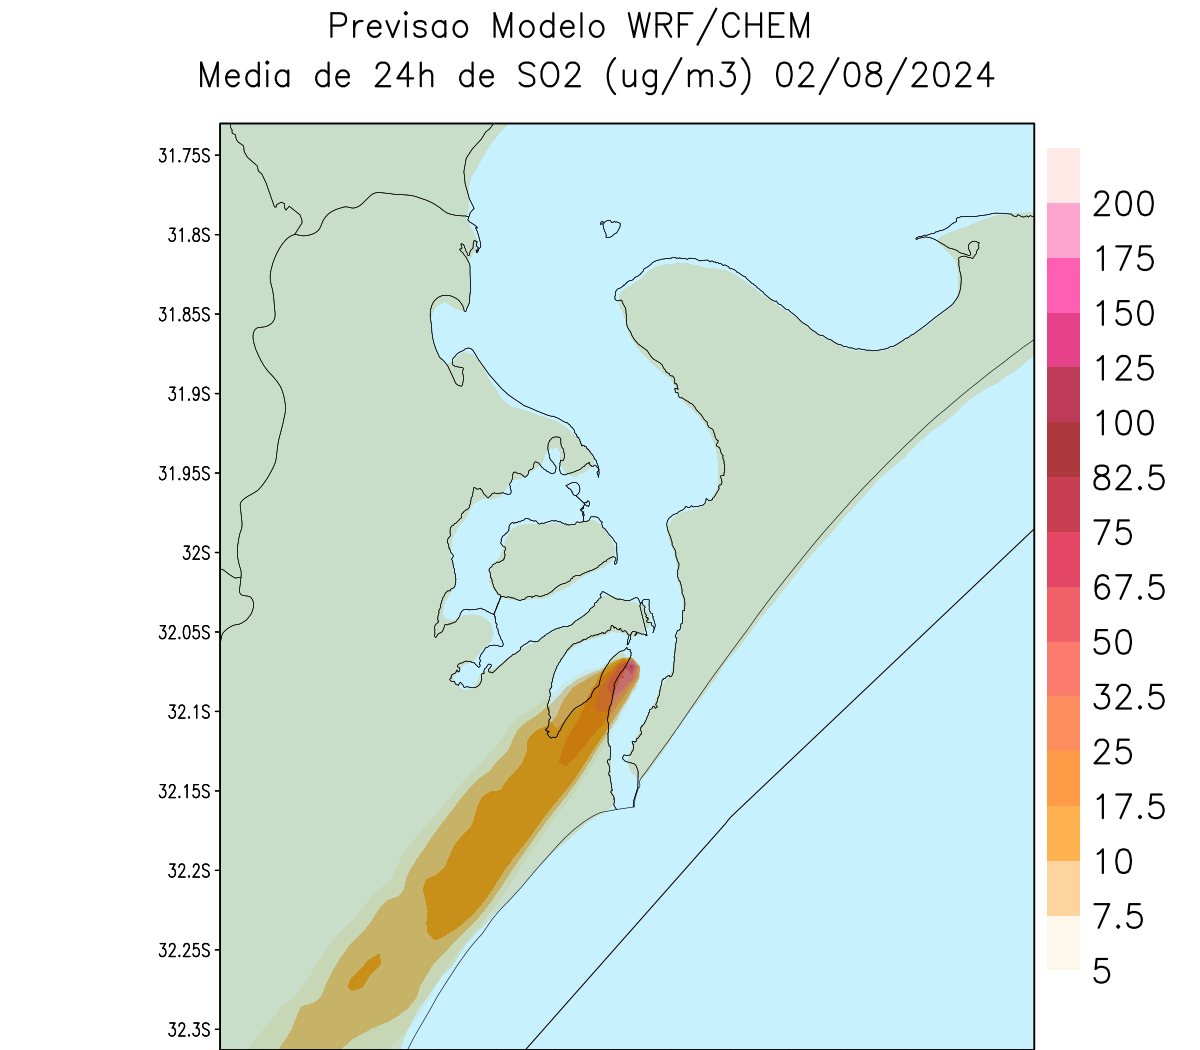 Previsao Modelo WRF/CHEM
Media de 24h de SO2 (ug/m3) 02/08/2024
31.75S
31.8S
31.85S
31.9S
31.95S
32S
32.05S
32.1S
32.15S
32.2S
32.25S
32.3S
200
175
150
125
100
82.5
75
67.5
50
32.5
25
17.5
10
7.5
5